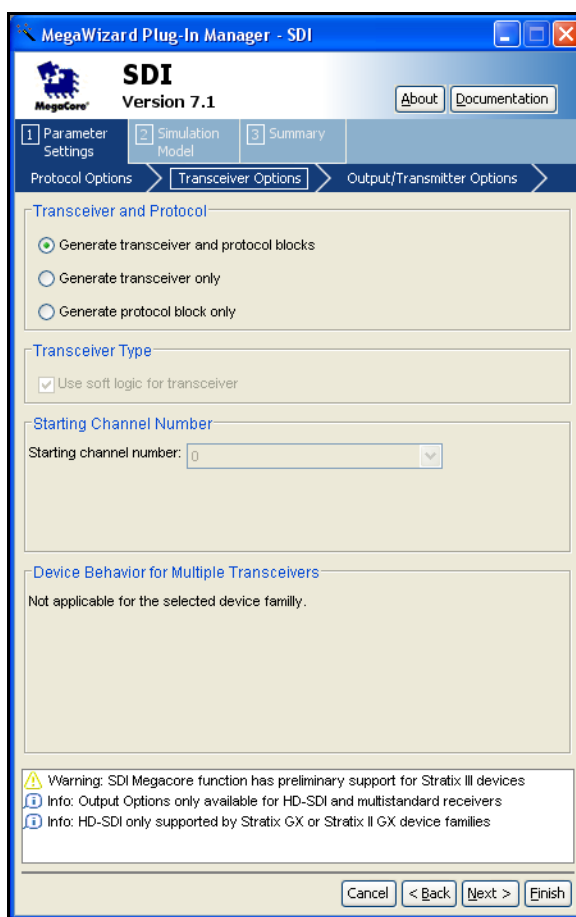 MegaWizard Plug-In Manager - SDI
MegaCore®
SDI
Version 7.1
About
Documentation
1 Parameter Settings
2 Simulation Model
3 Summary
Protocol Options
Transceiver Options
Output/Transmitter Options
Transceiver and Protocol
Generate transceiver and protocol blocks
Generate transceiver only
Generate protocol block only
Transceiver Type
Use soft logic for transceiver
Starting Channel Number
Starting channel number: 0
Device Behavior for Multiple Transceivers
Not applicable for the selected device familly.
Warning: SDI Megacore function has preliminary support for Stratix III devices
Info: Output Options only available for HD-SDI and multistandard receivers
Info: HD-SDI only supported by Stratix GX or Stratix II GX device families
Cancel
< Back
Next >
Finish